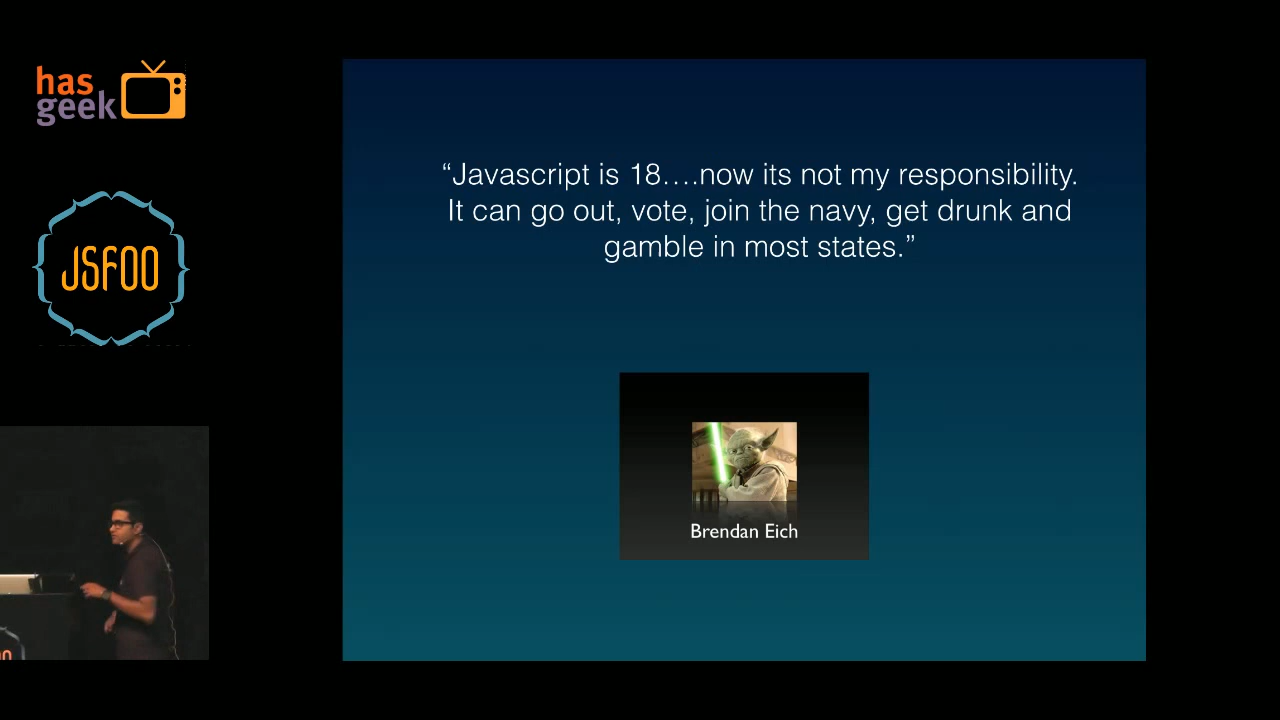 has
geek
JSFOO
“Javascript is 18....now its not my responsibility.
It can go out, vote, join the navy, get drunk and
gamble in most states.”
Brendan Eich